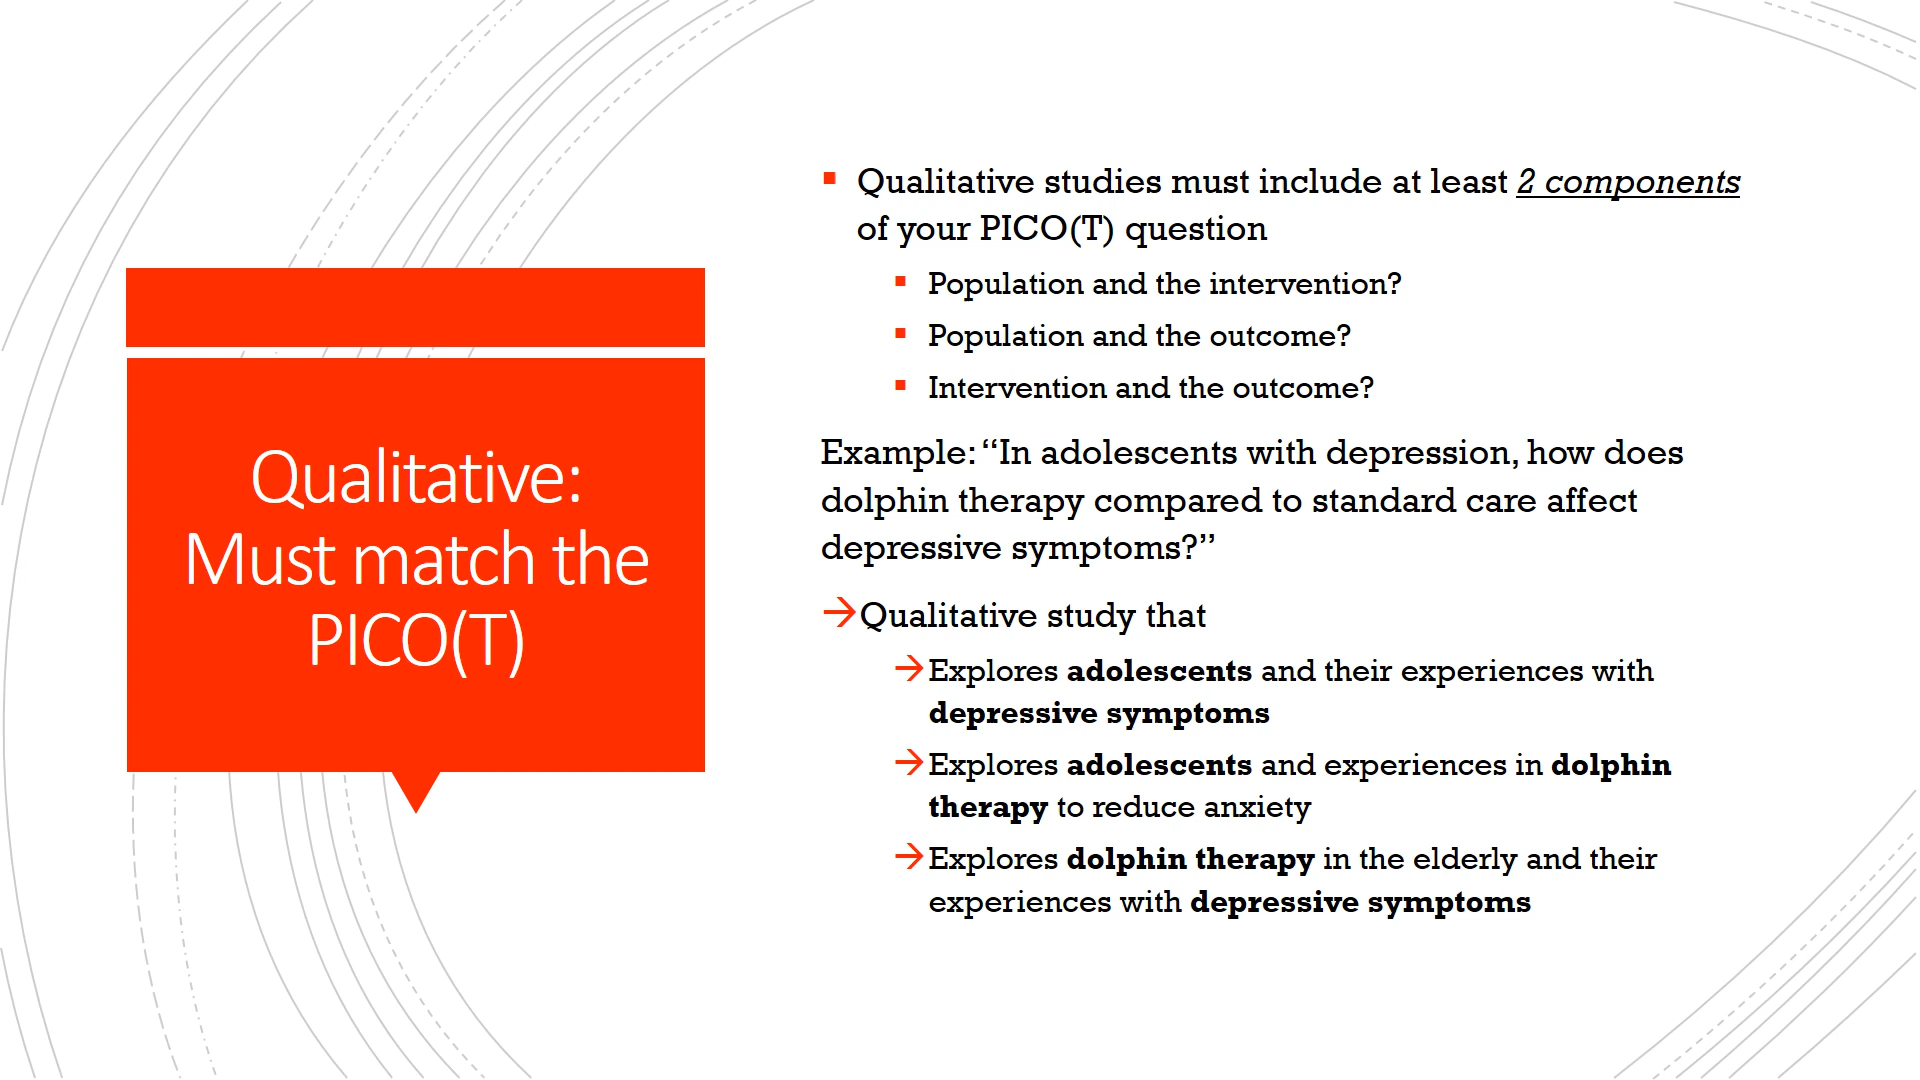 Qualitative:
Must match the
PICO(T)
Qualitative studies must include at least 2 components
of your PICO(T) question
Population and the intervention?
Population and the outcome?
Intervention and the outcome?
Example: “In adolescents with depression, how does
dolphin therapy compared to standard care affect
depressive symptoms?”
→Qualitative study that
→Explores adolescents and their experiences with
depressive symptoms
→Explores adolescents and experiences in dolphin
therapy to reduce anxiety
→Explores dolphin therapy in the elderly and their
experiences with depressive symptoms